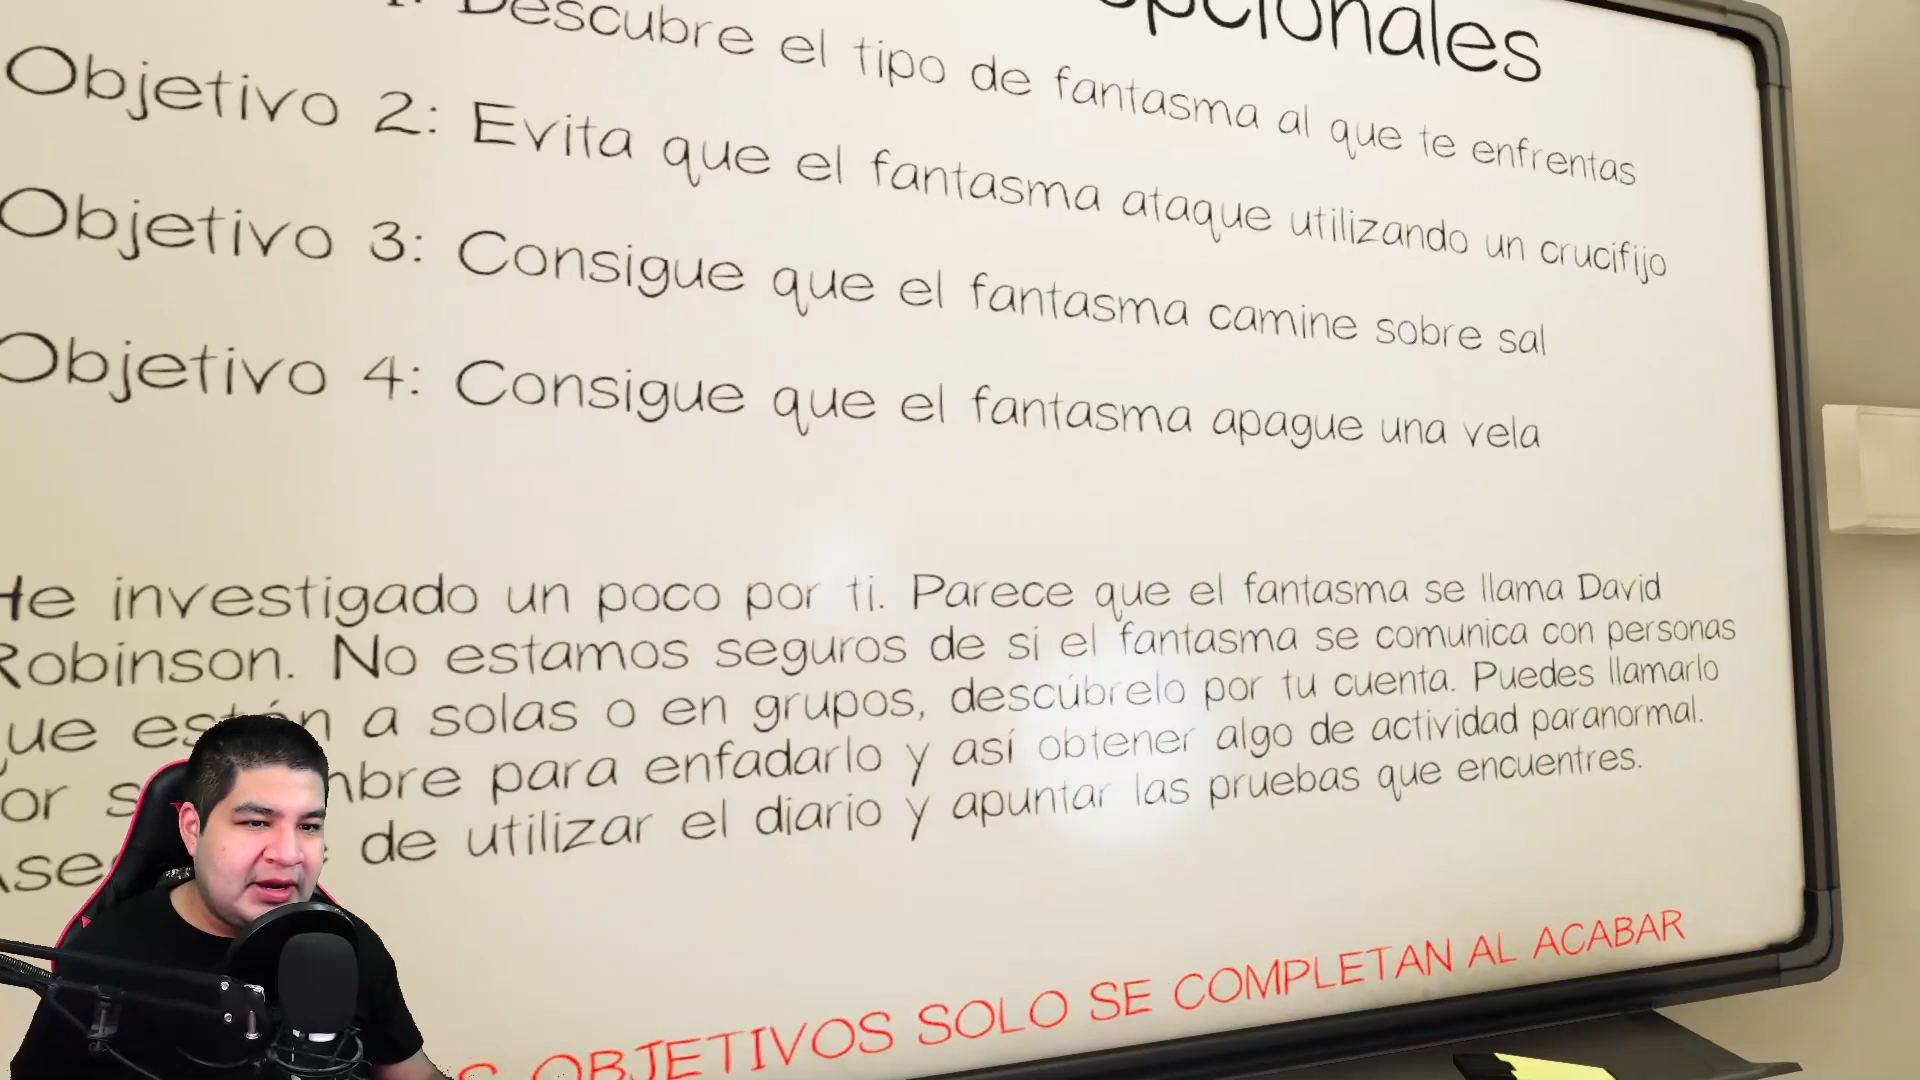 opcionales
1: Descubre el tipo de fantasma al que te enfrentas
Objetivo 2: Evita que el fantasma ataque utilizando un crucifijo
Objetivo 3: Consigue que el fantasma camine sobre sal
Objetivo 4: Consigue que el fantasma apague una vela
He investigado un poco por ti. Parece que el fantasma se llama David
Robinson. No estamos seguros de si el fantasma se comunica con personas
que están a solas o en grupos, descúbrelo por tu cuenta. Puedes llamarlo
para enfadarlo y así obtener algo de actividad paranormal.
de utilizar el diario y apuntar las pruebas que encuentres.
OBJETIVOS SOLO SE COMPLETAN AL ACABAR